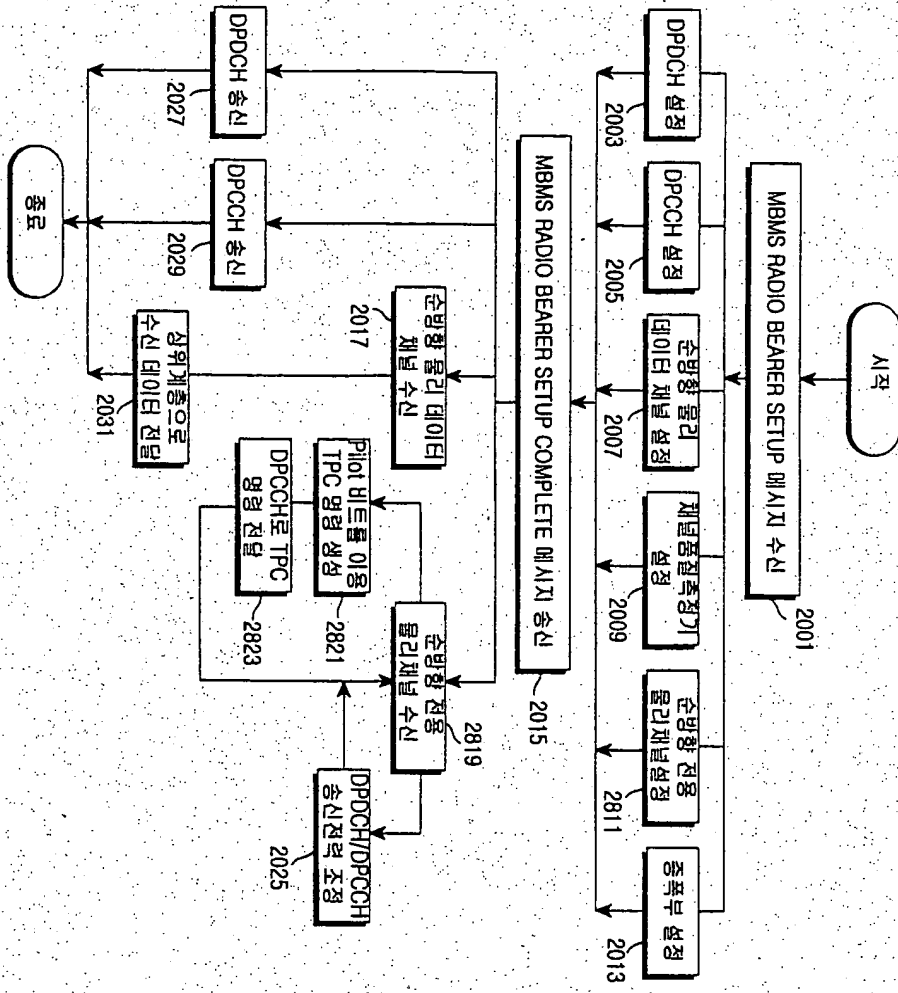 시작
MBMS RADIO BEARER SETUP 메시지 수신
2001
DPDCH 설정
2003
DPCCH 설정
2005
순방향 물리
데이터 채널 설정
2007
채널품질측정기
설정
2009
순방향 전용
물리채널설정
2811
증폭부 설정
2013
MBMS RADIO BEARER SETUP COMPLETE 메시지 송신
2015
순방향 물리 데이터
채널 수신
2017
순방향 전용
물리채널 수신
2819
Pilot 비트를 이용
TPC 명령 생성
2821
DPCCH로 TPC
명령 전달
2823
DPDCH/DPCCH
송신전력 조정
2025
DPDCH 송신
2027
DPCCH 송신
2029
상위계층으로
수신 데이터 전달
2031
종료